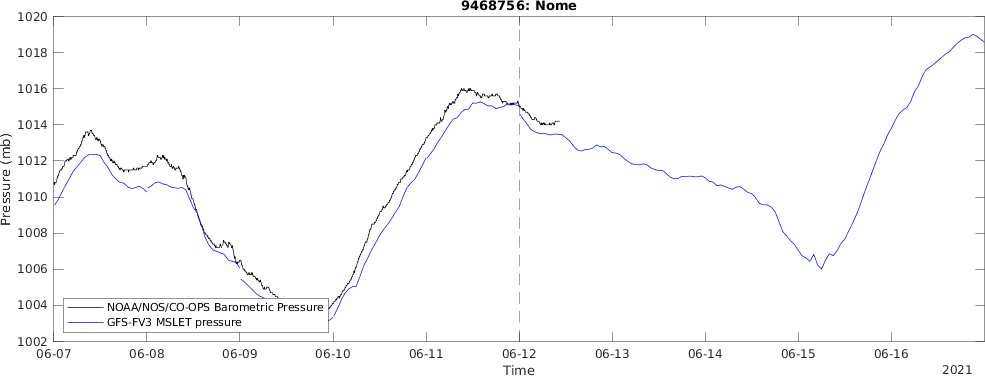 9468756: Nome
Pressure (mb)
1020
1018
1016
1014
1012
1010
1008
1006
1004
1002
NOAA/NOS/CO-OPS Barometric Pressure
GFS-FV3 MSLET pressure
06-07 06-08 06-09 06-10 06-11 06-12 06-13 06-14 06-15 06-16
Time
2021